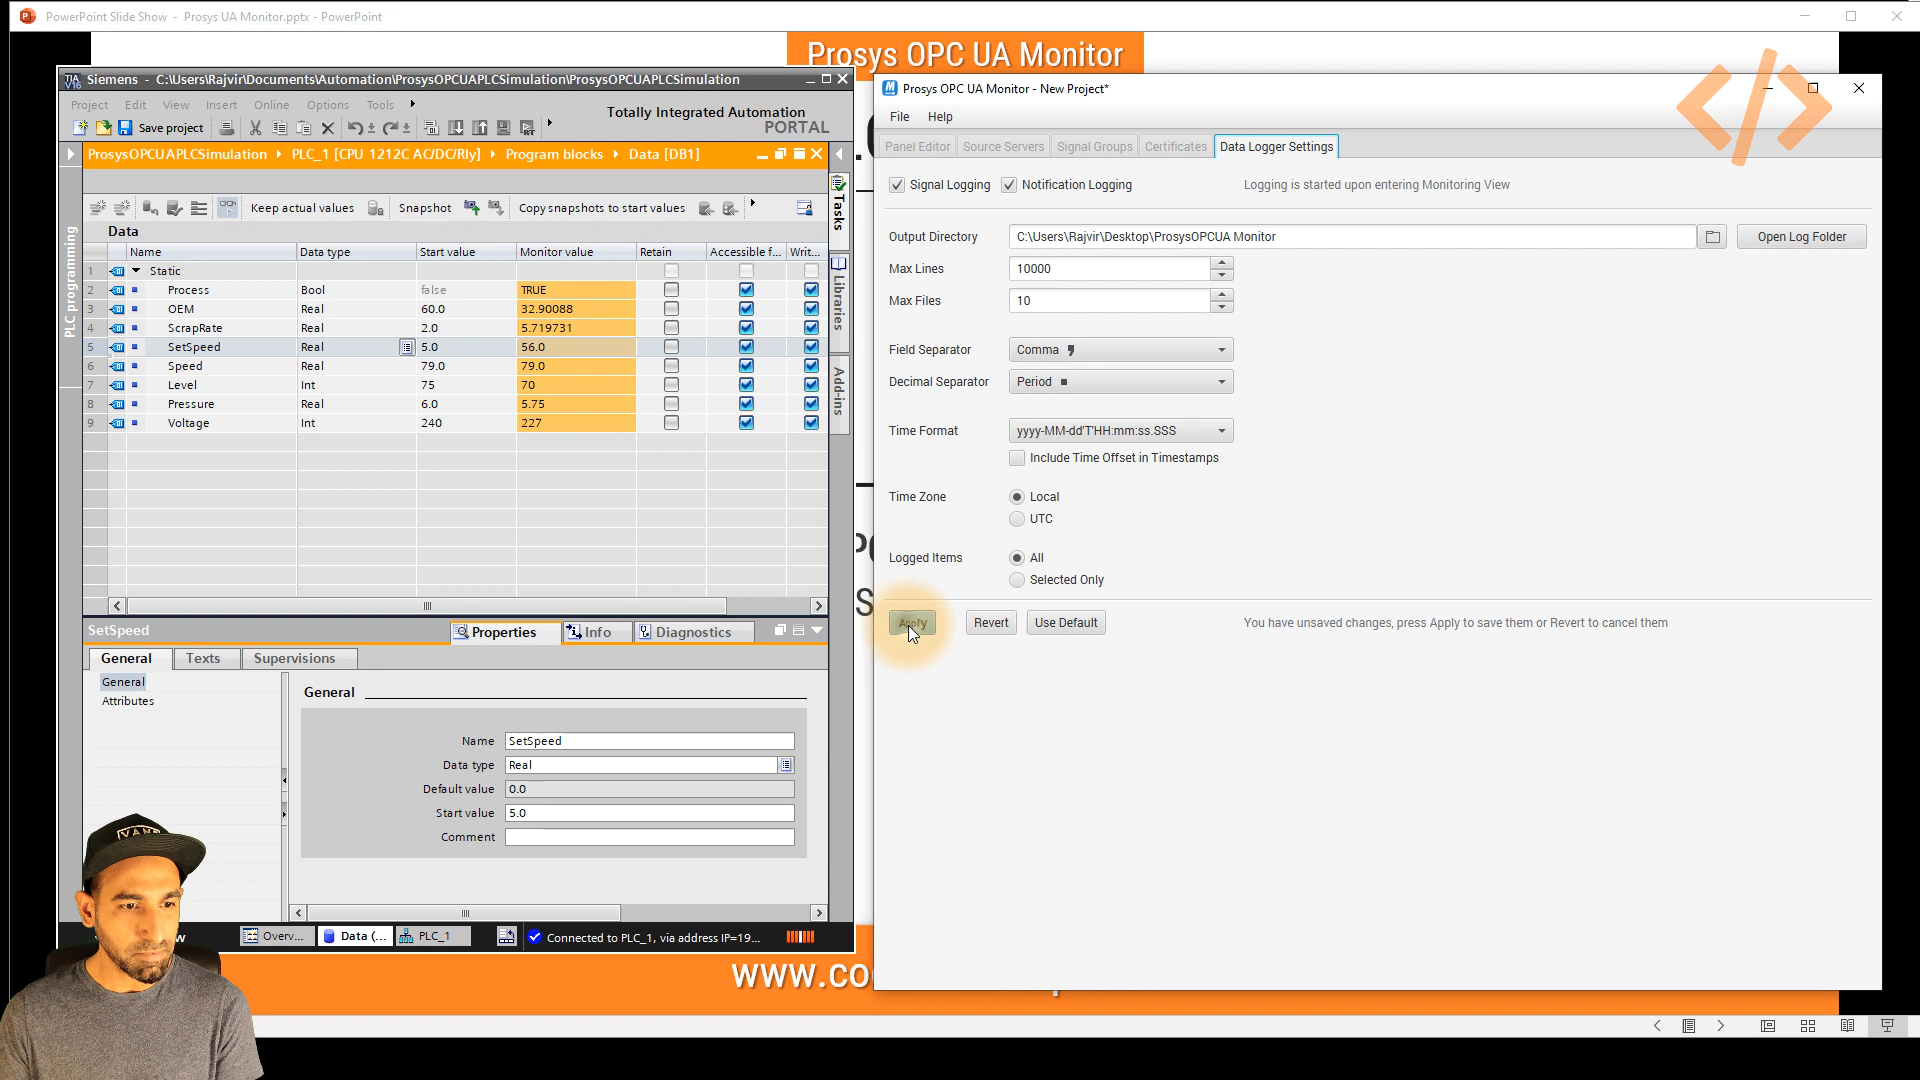 PowerPoint Slide Show - Prosys UA Monitor.pptx - PowerPoint
Prosys OPC UA Monitor
TIA V16
Siemens - C:\Users\Rajvir\Documents\Automation\ProsysOPCUAPLCSimulation\ProsysOPCUAPLCSimulation
Project Edit View Insert Online Options Tools
Totally Integrated Automation
PORTAL
Save project
ProsysOPCUAPLCSimulation PLC_1 [CPU 1212C AC/DC/Rly] Program blocks Data [DB1]
Keep actual values Snapshot Copy snapshots to start values
Data
Name Data type Start value Monitor value Retain Accessible f... Writ...
1 Static
2 Process Bool false TRUE
3 OEM Real 60.0 32.90088
4 ScrapRate Real 2.0 5.719731
5 SetSpeed Real 5.0 56.0
6 Speed Real 79.0 79.0
7 Level Int 75 70
8 Pressure Real 6.0 5.75
9 Voltage Int 240 227
PLC programming
Tasks
Libraries
Add-ins
SetSpeed
Properties Info Diagnostics
General Texts Supervisions
General
Attributes
General
Name SetSpeed
Data type Real
Default value 0.0
Start value 5.0
Comment
Overv... Data (... PLC_1 Connected to PLC_1, via address IP=19...
VANS
www.co
Prosys OPC UA Monitor - New Project*
File Help
Panel Editor Source Servers Signal Groups Certificates Data Logger Settings
Signal Logging Notification Logging Logging is started upon entering Monitoring View
Output Directory C:\Users\Rajvir\Desktop\ProsysOPCUA Monitor Open Log Folder
Max Lines 10000
Max Files 10
Field Separator Comma ,
Decimal Separator Period .
Time Format yyyy-MM-dd'T'HH:mm:ss.SSS
Include Time Offset in Timestamps
Time Zone Local
UTC
Logged Items All
Selected Only
Apply Revert Use Default You have unsaved changes, press Apply to save them or Revert to cancel them